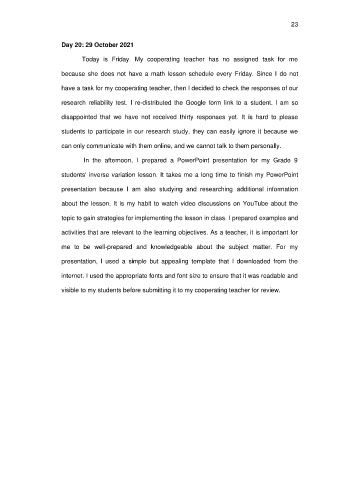 23
Day 20: 29 October 2021
Today is Friday. My cooperating teacher has no assigned task for me
because she does not have a math lesson schedule every Friday. Since I do not
have a task for my cooperating teacher, then I decided to check the responses of our
research reliability test. I re-distributed the Google form link to a student. I am so
disappointed that we have not received thirty responses yet. It is hard to please
students to participate in our research study, they can easily ignore it because we
can only communicate with them online, and we cannot talk to them personally.
In the afternoon, I prepared a PowerPoint presentation for my Grade 9
students' inverse variation lesson. It takes me a long time to finish my PowerPoint
presentation because I am also studying and researching additional information
about the lesson. It is my habit to watch video discussions on YouTube about the
topic to gain strategies for implementing the lesson in class. I prepared examples and
activities that are relevant to the learning objectives. As a teacher, it is important for
me to be well-prepared and knowledgeable about the subject matter. For my
presentation, I used a simple but appealing template that I downloaded from the
internet. I used the appropriate fonts and font size to ensure that it was readable and
visible to my students before submitting it to my cooperating teacher for review.